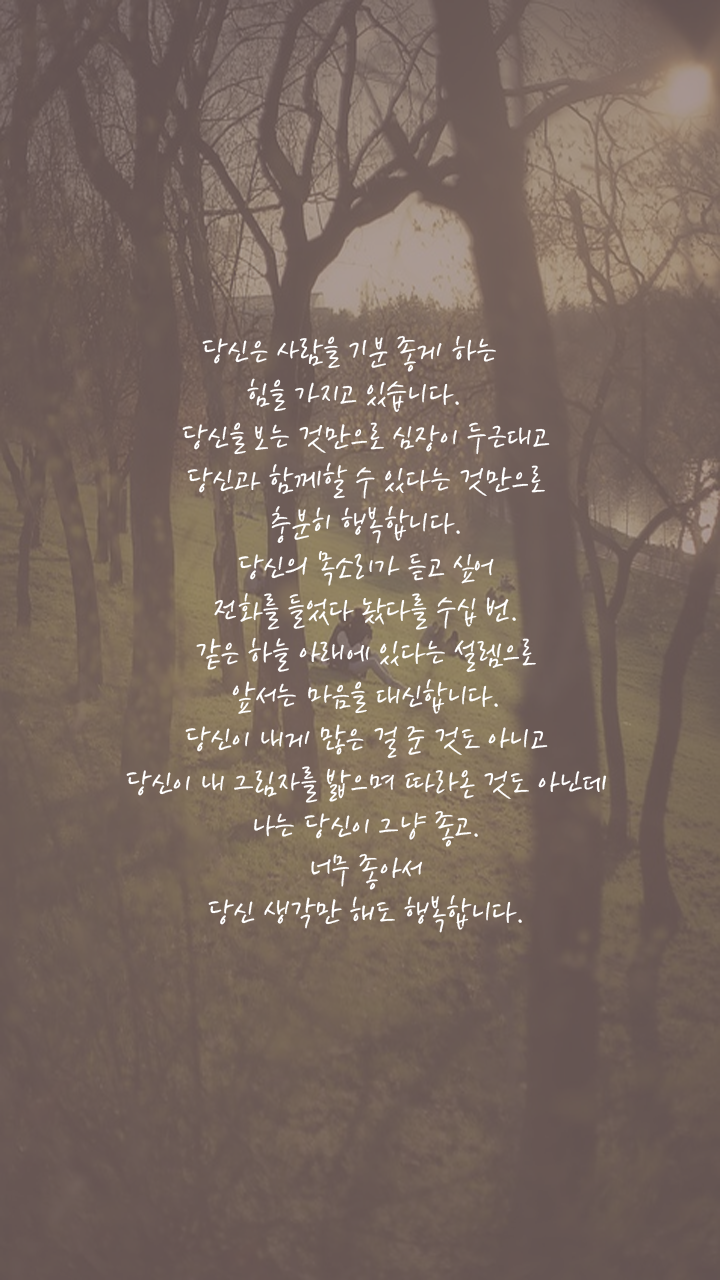 당신은 사람을 기분 좋게 하는
힘을 가지고 있습니다.
당신을 보는 것만으로 심장이 두근대고
당신과 함께할 수 있다는 것만으로
충분히 행복합니다.
당신의 목소리가 듣고 싶어
전화를 들었다 놨다를 수십 번.
같은 하늘 아래에 있다는 설렘으로
앞서는 마음을 대신합니다.
당신이 내게 많은 걸 준 것도 아니고
당신이 내 그림자를 밟으며 따라온 것도 아닌데
나는 당신이 그냥 좋고.
너무 좋아서
당신 생각만 해도 행복합니다.